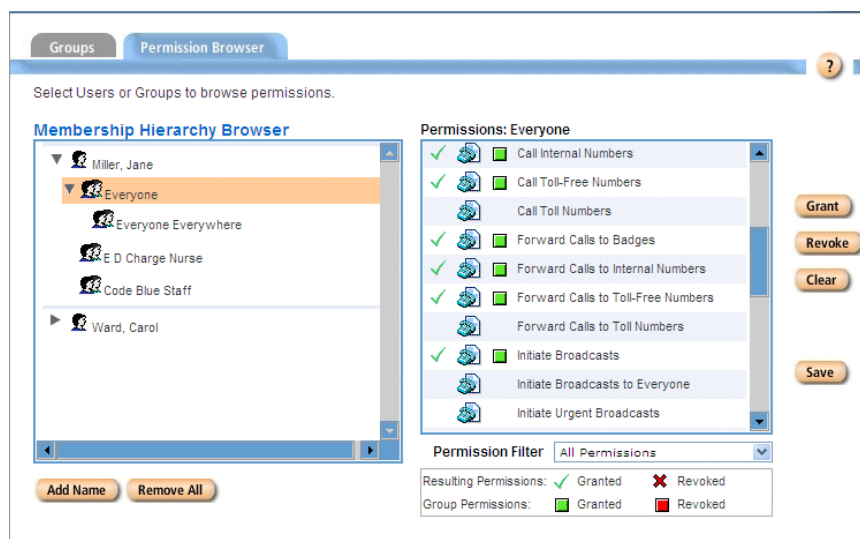 Groups
Permission Browser
?
Select Users or Groups to browse permissions.
Membership Hierarchy Browser
Miller, Jane
Everyone
Everyone Everywhere
E D Charge Nurse
Code Blue Staff
Ward, Carol
Add Name
Remove All
Permissions: Everyone
Call Internal Numbers
Call Toll-Free Numbers
Call Toll Numbers
Forward Calls to Badges
Forward Calls to Internal Numbers
Forward Calls to Toll-Free Numbers
Forward Calls to Toll Numbers
Initiate Broadcasts
Initiate Broadcasts to Everyone
Initiate Urgent Broadcasts
Permission Filter All Permissions
Resulting Permissions: Granted Revoked
Group Permissions: Granted Revoked
Grant
Revoke
Clear
Save